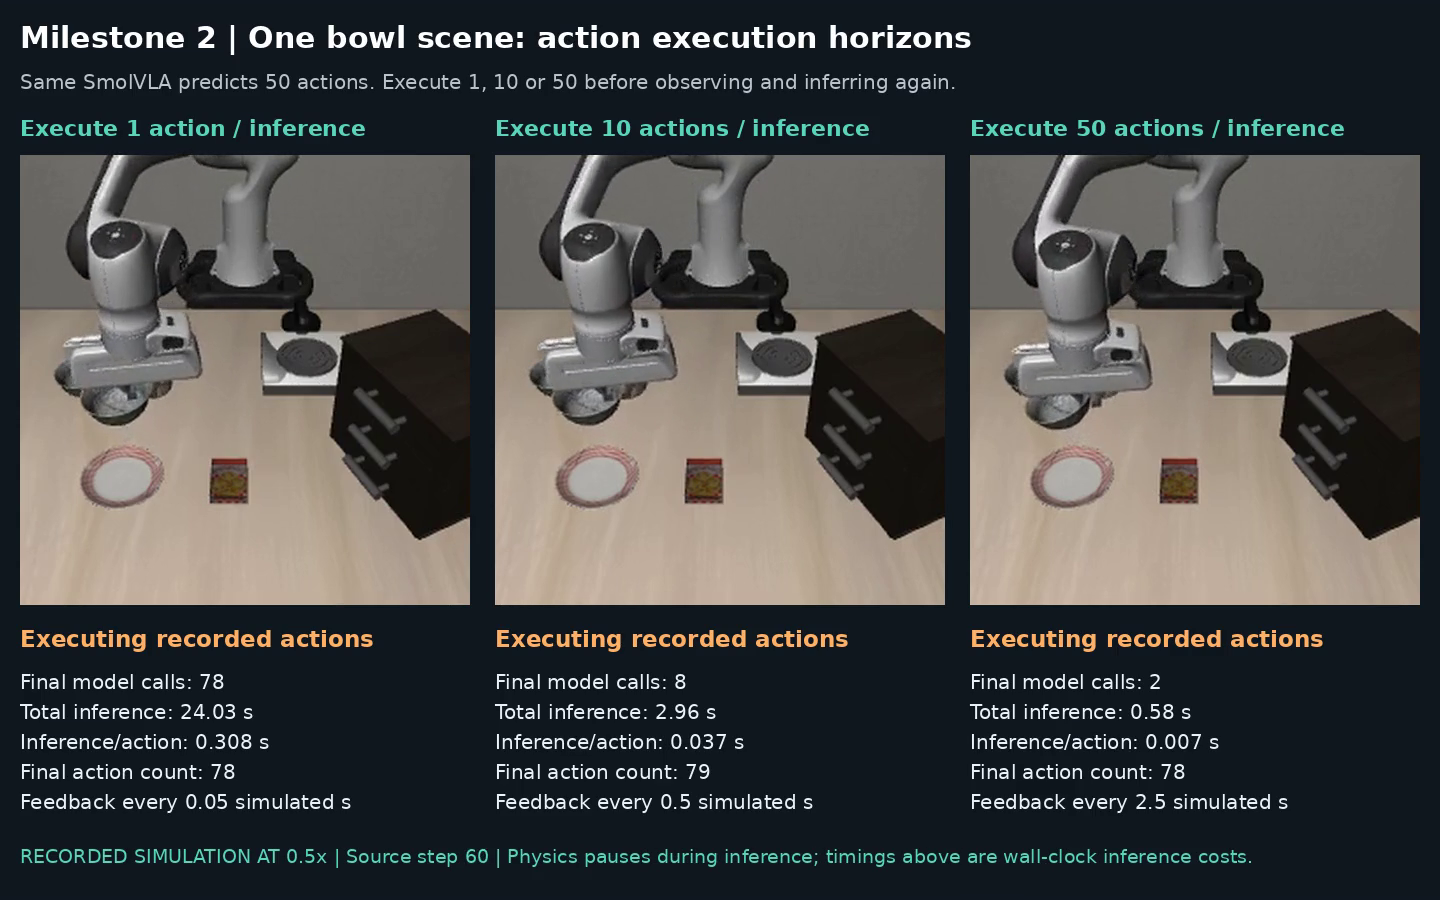 Milestone 2 | One bowl scene: action execution horizons
Same SmolVLA predicts 50 actions. Execute 1, 10 or 50 before observing and inferring again.
Execute 1 action / inference
Execute 10 actions / inference
Execute 50 actions / inference
Executing recorded actions
Final model calls: 78
Total inference: 24.03 s
Inference/action: 0.308 s
Final action count: 78
Feedback every 0.05 simulated s
Executing recorded actions
Final model calls: 8
Total inference: 2.96 s
Inference/action: 0.037 s
Final action count: 79
Feedback every 0.5 simulated s
Executing recorded actions
Final model calls: 2
Total inference: 0.58 s
Inference/action: 0.007 s
Final action count: 78
Feedback every 2.5 simulated s
RECORDED SIMULATION AT 0.5x | Source step 60 | Physics pauses during inference; timings above are wall-clock inference costs.